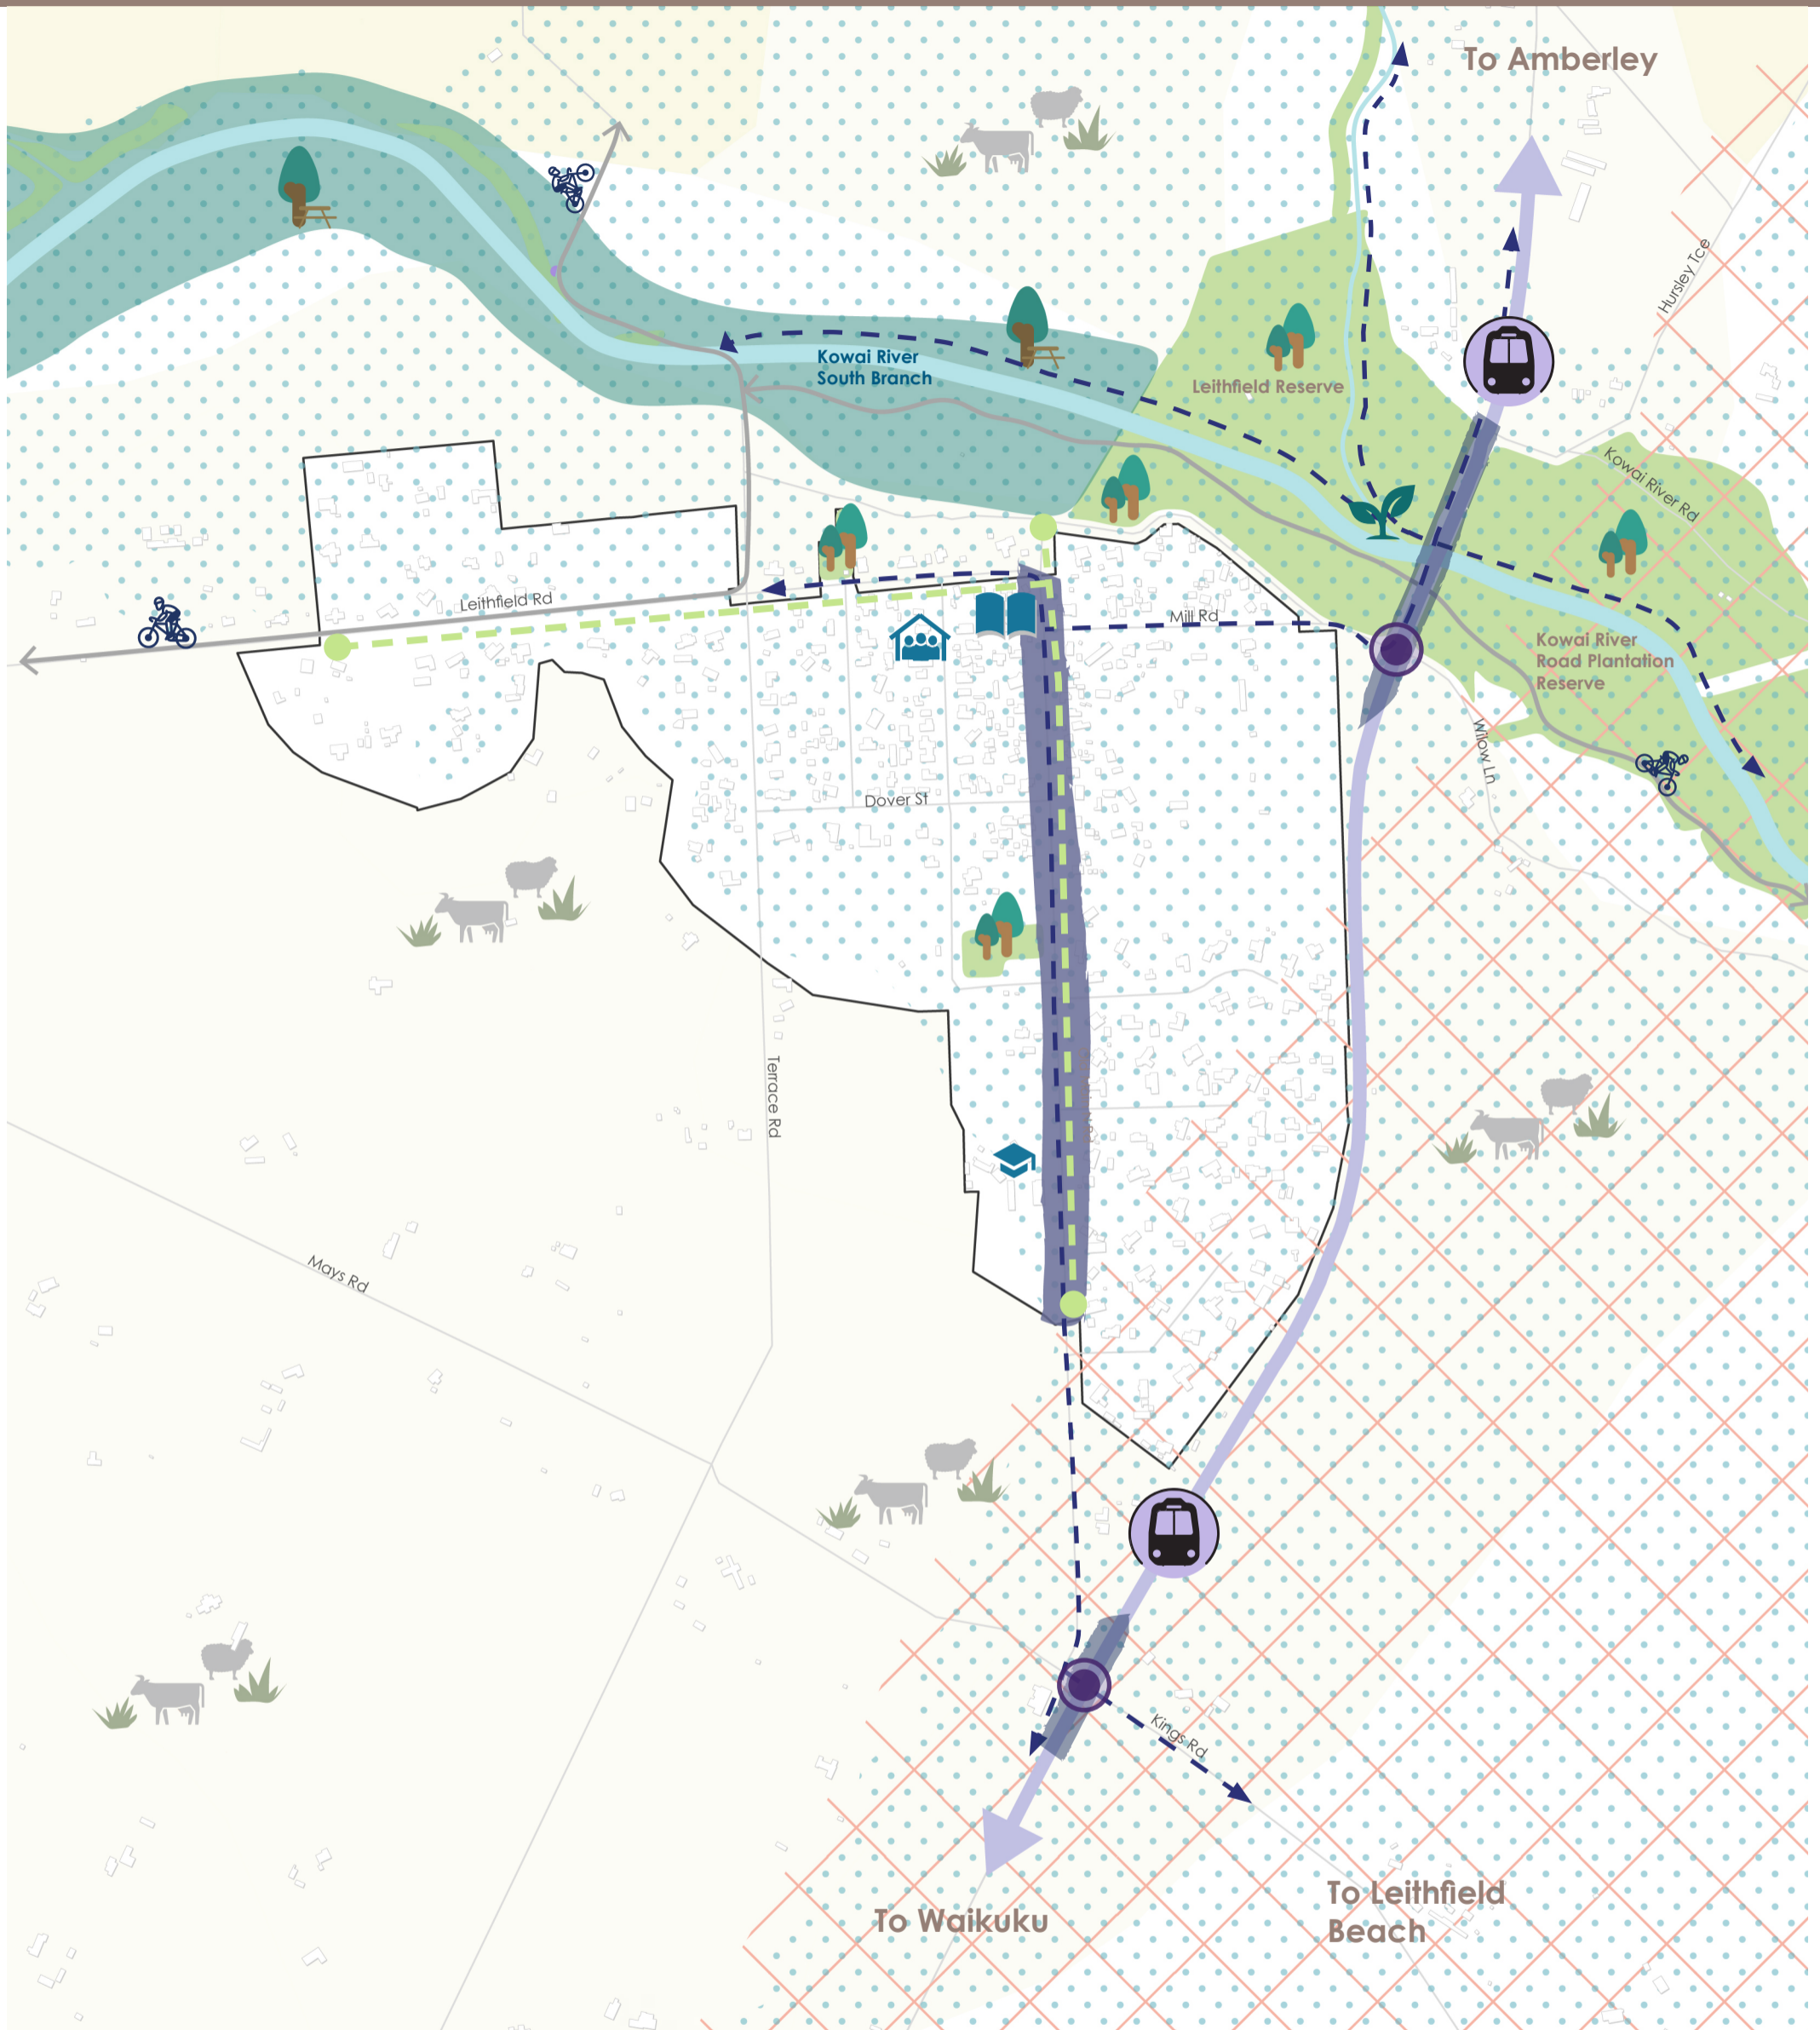 To Amberley
Hursley Tce
Kowai River
South Branch
Leithfield Reserve
Kowai River Rd
Leithfield Rd
Mill Rd
Kowai River
Road Plantation
Reserve
Wilow Ln
Dover St
Terrace Rd
Mays Rd
Kings Rd
To Leithfield
Beach
To Waikuku